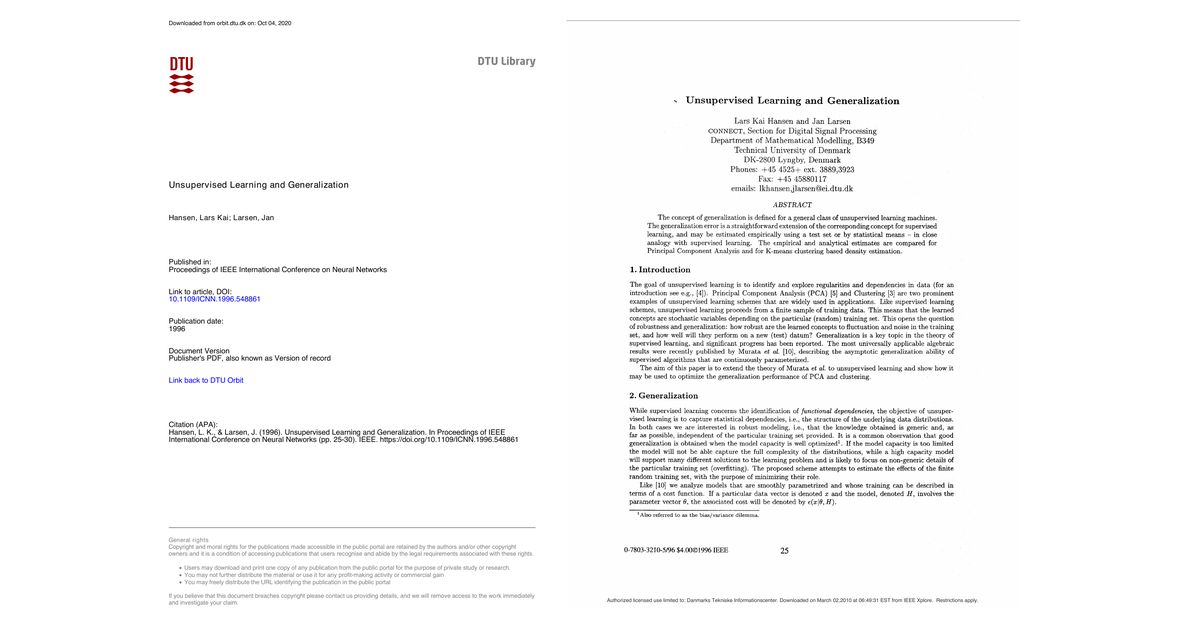 Downloaded from orbit.dtu.dk on: Oct 04, 2020
DTU
DTU Library
Unsupervised Learning and Generalization
Hansen, Lars Kai; Larsen, Jan
Published in:
Proceedings of IEEE International Conference on Neural Networks
Link to article, DOI:
10.1109/ICNN.1996.548861
Publication date:
1996
Document Version
Publisher's PDF, also known as Version of record
Link back to DTU Orbit
Citation (APA):
Hansen, L. K., & Larsen, J. (1996). Unsupervised Learning and Generalization. In Proceedings of IEEE
International Conference on Neural Networks (pp. 25-30). IEEE. https://doi.org/10.1109/ICNN.1996.548861
General rights
Copyright and moral rights for the publications made accessible in the public portal are retained by the authors and/or other copyright
owners and it is a condition of accessing publications that users recognise and abide by the legal requirements associated with these rights.
• Users may download and print one copy of any publication from the public portal for the purpose of private study or research.
• You may not further distribute the material or use it for any profit-making activity or commercial gain
• You may freely distribute the URL identifying the publication in the public portal
If you believe that this document breaches copyright please contact us providing details, and we will remove access to the work immediately
and investigate your claim.
Unsupervised Learning and Generalization
Lars Kai Hansen and Jan Larsen
CONNECT, Section for Digital Signal Processing
Department of Mathematical Modelling, B349
Technical University of Denmark
DK-2800 Lyngby, Denmark
Phones: +45 4525+ ext. 3889,3923
Fax: +45 45880117
emails: lkhansen,jlarsen@ei.dtu.dk
ABSTRACT
The concept of generalization is defined for a general class of unsupervised learning machines.
The generalization error is a straightforward extension of the corresponding concept for supervised
learning, and may be estimated empirically using a test set or by statistical means – in close
analogy with supervised learning. The empirical and analytical estimates are compared for
Principal Component Analysis and for K-means clustering based density estimation.
1. Introduction
The goal of unsupervised learning is to identify and explore regularities and dependencies in data (for an
introduction see e.g., [4]). Principal Component Analysis (PCA) [5] and Clustering [3] are two prominent
examples of unsupervised learning schemes that are widely used in applications. Like supervised learning
schemes, unsupervised learning proceeds from a finite sample of training data. This means that the learned
concepts are stochastic variables depending on the particular (random) training set. This opens the question
of robustness and generalization: how robust are the learned concepts to fluctuation and noise in the training
set, and how well will they perform on a new (test) datum? Generalization is a key topic in the theory of
supervised learning, and significant progress has been reported. The most universally applicable algebraic
results were recently published by Murata et al. [10], describing the asymptotic generalization ability of
supervised algorithms that are continuously parameterized.
The aim of this paper is to extend the theory of Murata et al. to unsupervised learning and show how it
may be used to optimize the generalization performance of PCA and clustering.
2. Generalization
While supervised learning concerns the identification of functional dependencies, the objective of unsuper-
vised learning is to capture statistical dependencies, i.e., the structure of the underlying data distributions.
In both cases we are interested in robust modeling, i.e., that the knowledge obtained is generic and, as
far as possible, independent of the particular training set provided. It is a common observation that good
generalization is obtained when the model capacity is well optimized¹. If the model capacity is too limited
the model will not be able capture the full complexity of the distributions, while a high capacity model
will support many different solutions to the learning problem and is likely to focus on non-generic details of
the particular training set (overfitting). The proposed scheme attempts to estimate the effects of the finite
random training set, with the purpose of minimizing their role.
Like [10] we analyze models that are smoothly parametrized and whose training can be described in
terms of a cost function. If a particular data vector is denoted x and the model, denoted H, involves the
parameter vector θ, the associated cost will be denoted by ϵ(x|θ, H).
¹Also referred to as the bias/variance dilemma.
0-7803-3210-5/96 $4.00©1996 IEEE
25
Authorized licensed use limited to: Danmarks Tekniske Informationscenter. Downloaded on March 02,2010 at 06:49:31 EST from IEEE Xplore. Restrictions apply.